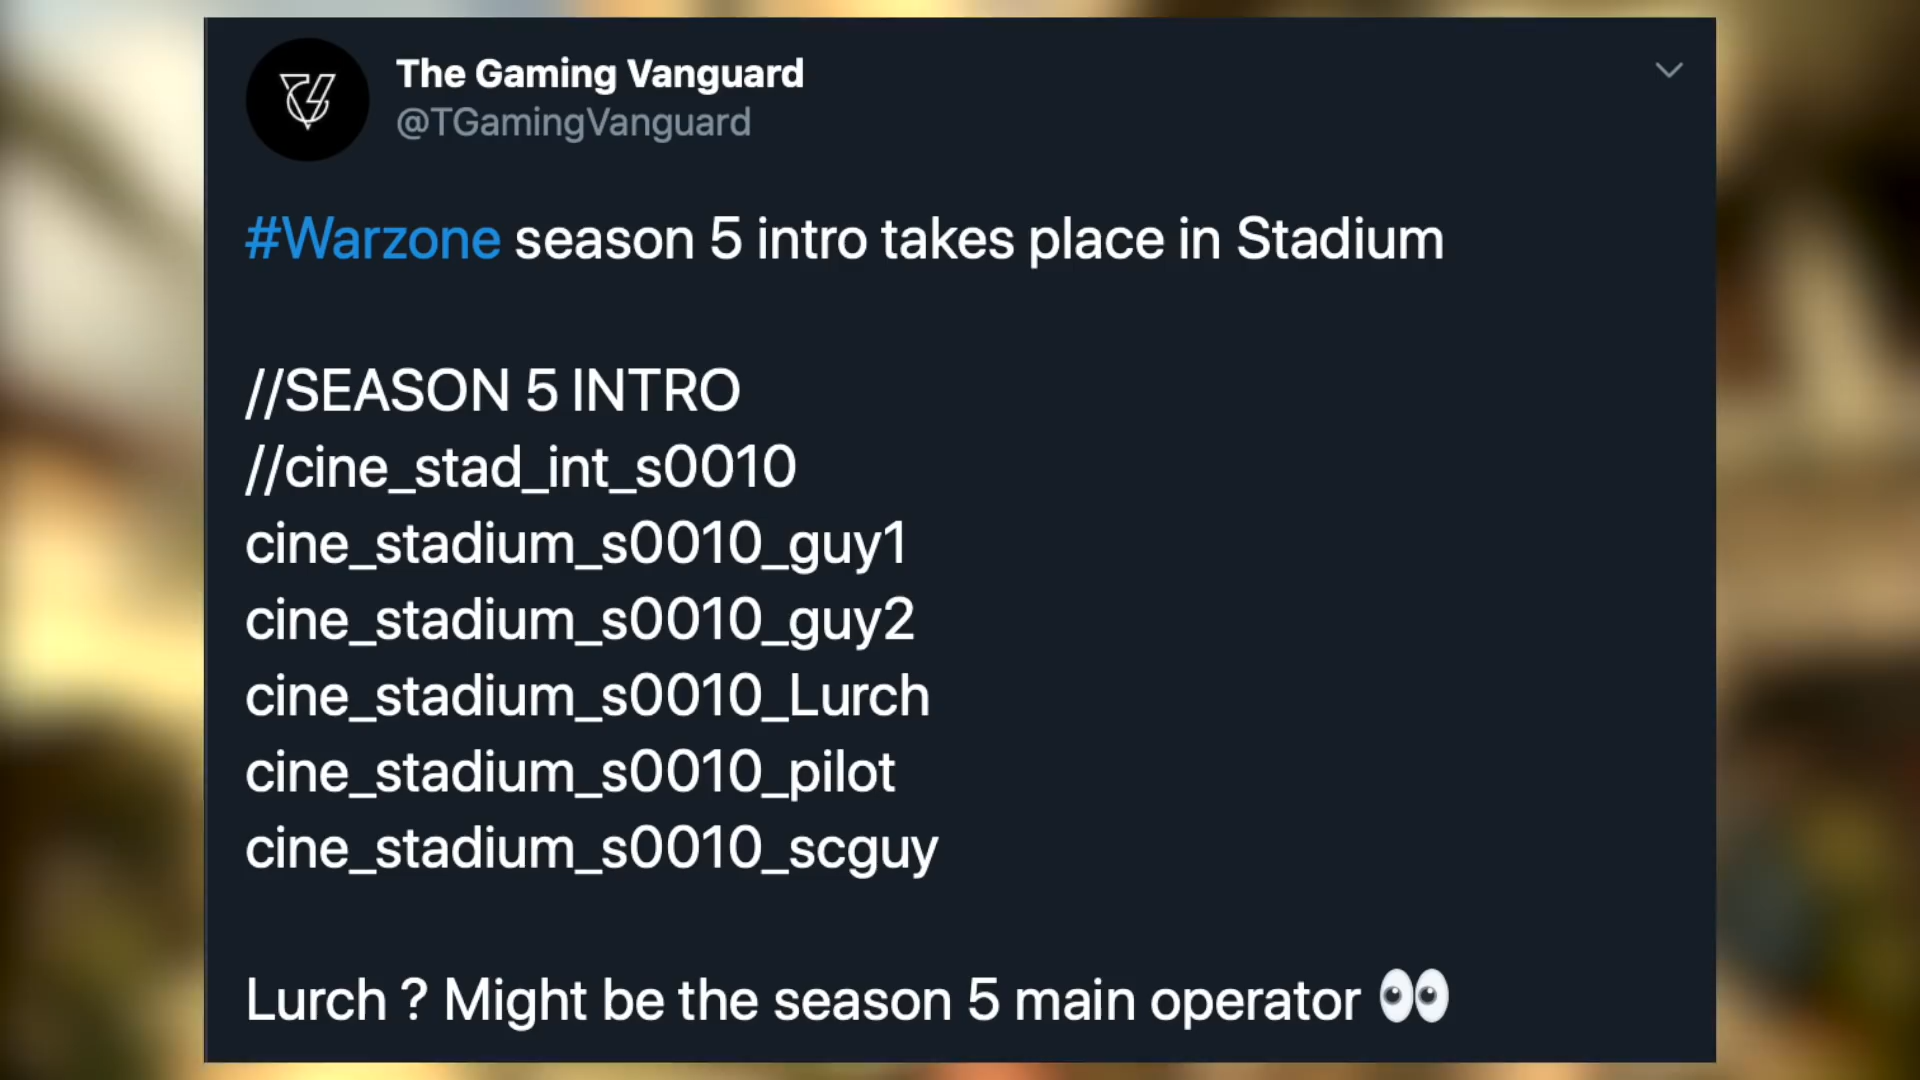 The Gaming Vanguard
@TGamingVanguard
#Warzone season 5 intro takes place in Stadium
//SEASON 5 INTRO
//cine_stad_int_s0010
cine_stadium_s0010_guy1
cine_stadium_s0010_guy2
cine_stadium_s0010_Lurch
cine_stadium_s0010_pilot
cine_stadium_s0010_scguy
Lurch ? Might be the season 5 main operator 👀